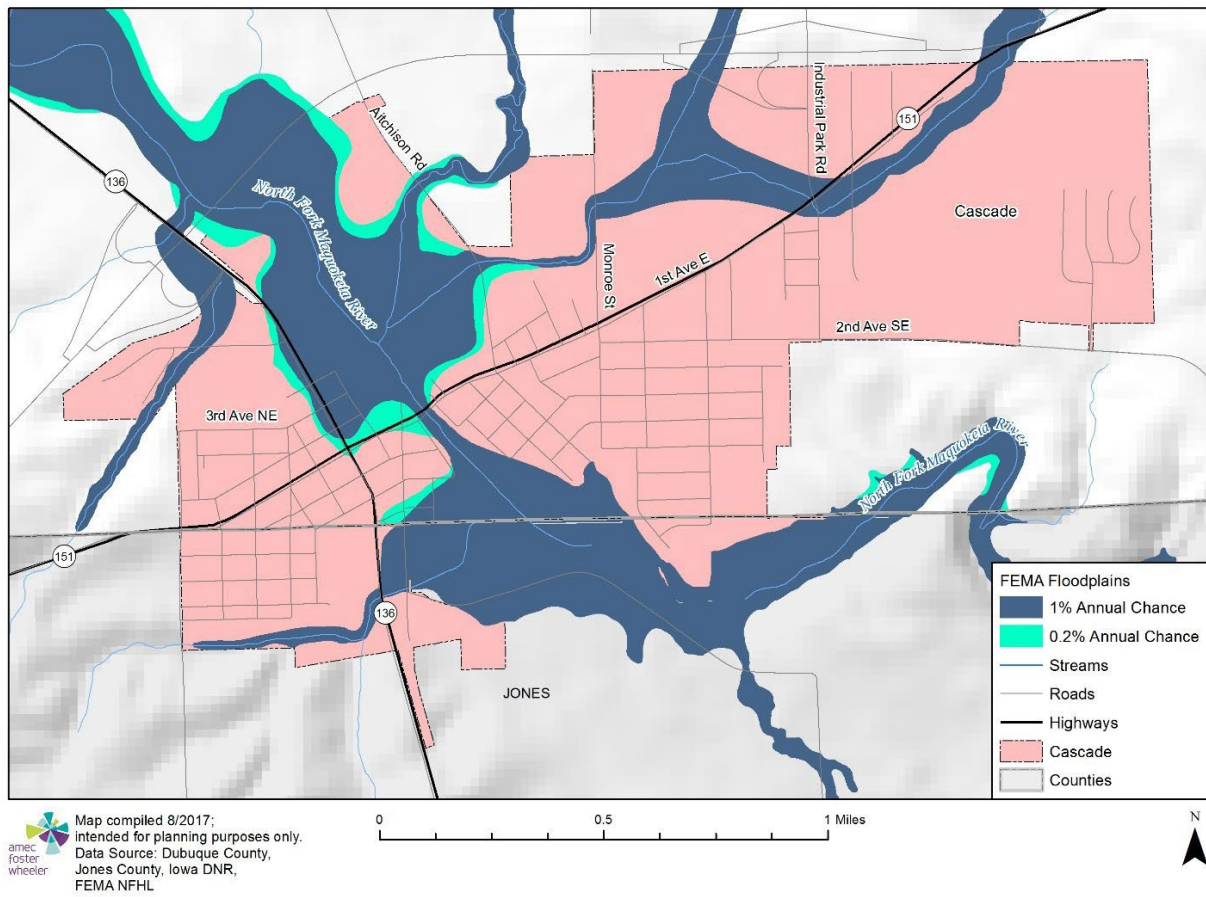 Aitchison Rd
Industrial Park Rd
151
136
North Fork Maquoketa River
Cascade
Monroe St
1st Ave E
2nd Ave SE
3rd Ave NE
North Fork Maquoketa River
151
136
JONES
FEMA Floodplains
1% Annual Chance
0.2% Annual Chance
Streams
Roads
Highways
Cascade
Counties
amec
foster
wheeler
Map compiled 8/2017;
intended for planning purposes only.
Data Source: Dubuque County,
Jones County, Iowa DNR,
FEMA NFHL
0 0.5 1 Miles
N